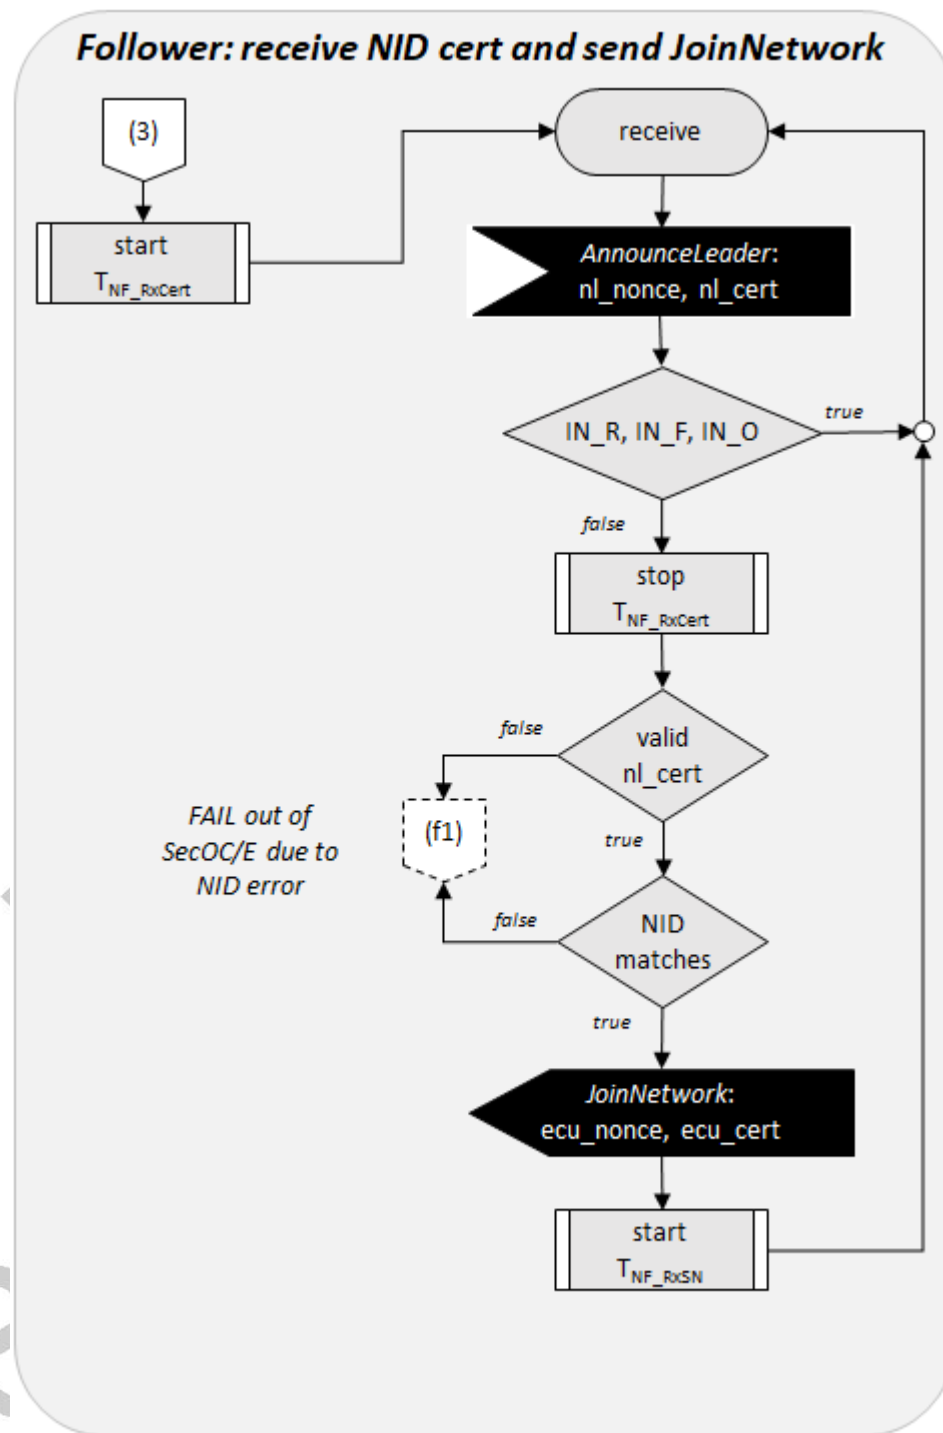 Follower: receive NID cert and send JoinNetwork
(3)
receive
start
TNF_RxCert
AnnounceLeader:
nl_nonce, nl_cert
IN_R, IN_F, IN_O
true
false
stop
TNF_RxCert
valid
nl_cert
false
(f1)
FAIL out of
SecOC/E due to
NID error
true
NID
matches
false
true
JoinNetwork:
ecu_nonce, ecu_cert
start
TNF_RxSN